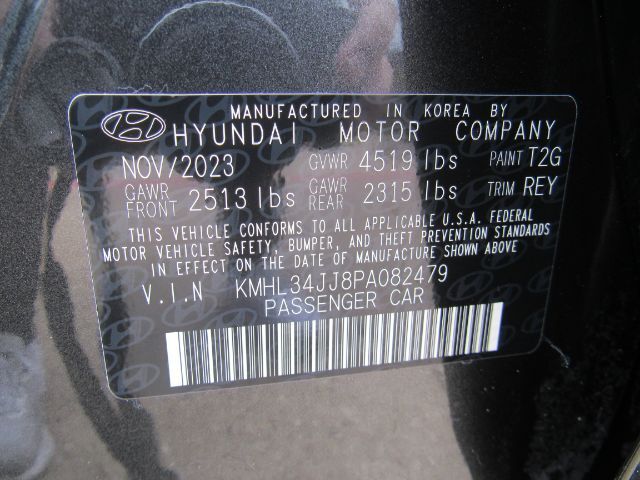 MANUFACTURED IN KOREA BY
HYUNDAI MOTOR COMPANY
NOV/2023 GVWR 4519 lbs PAINT T2G
GAWR FRONT 2513 lbs GAWR REAR 2315 lbs TRIM REY
THIS VEHICLE CONFORMS TO ALL APPLICABLE U.S.A. FEDERAL
MOTOR VEHICLE SAFETY, BUMPER, AND THEFT PREVENTION STANDARDS
IN EFFECT ON THE DATE OF MANUFACTURE SHOWN ABOVE
V.I.N KMHL34JJ8PA082479
PASSENGER CAR